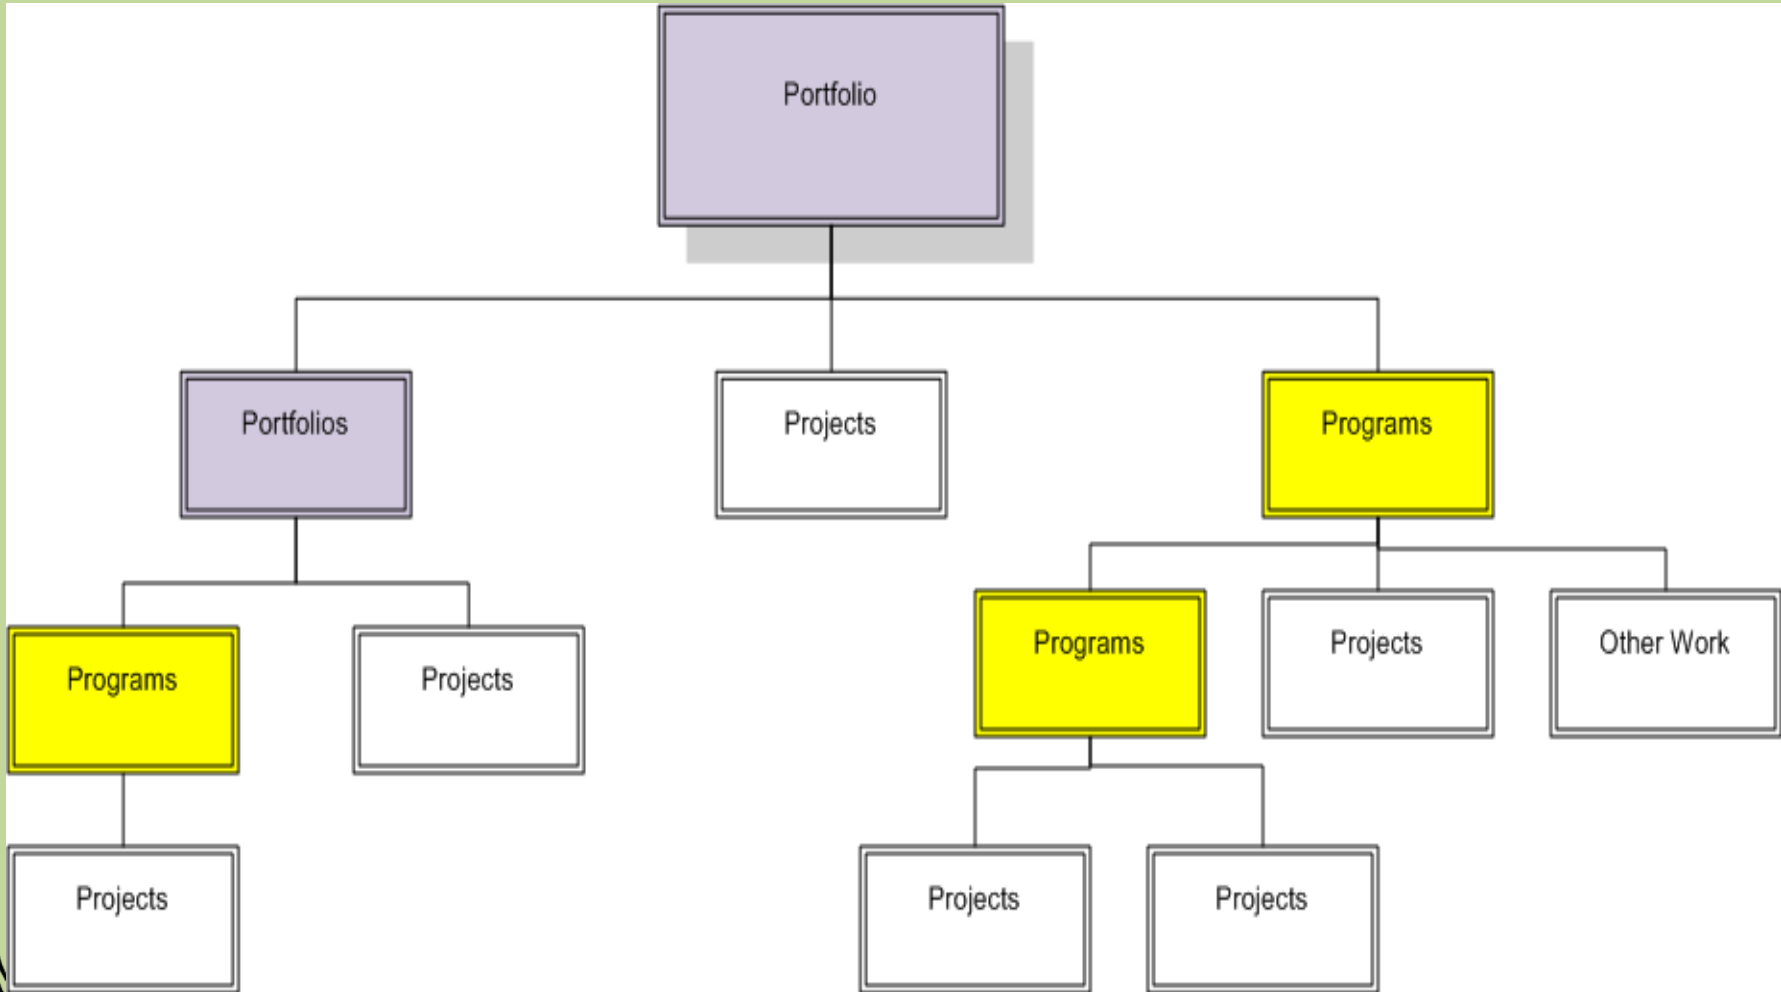 Portfolio
Portfolios
Projects
Programs
Programs
Projects
Programs
Projects
Other Work
Projects
Projects
Projects